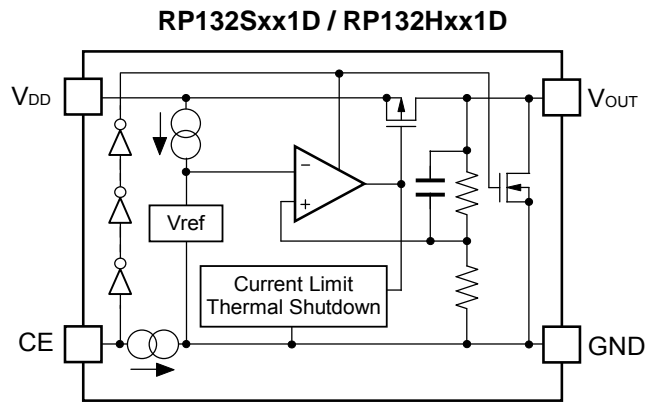 RP132Sxx1D / RP132Hxx1D
VDD
VOUT
−
+
Vref
Current Limit
Thermal Shutdown
CE
GND